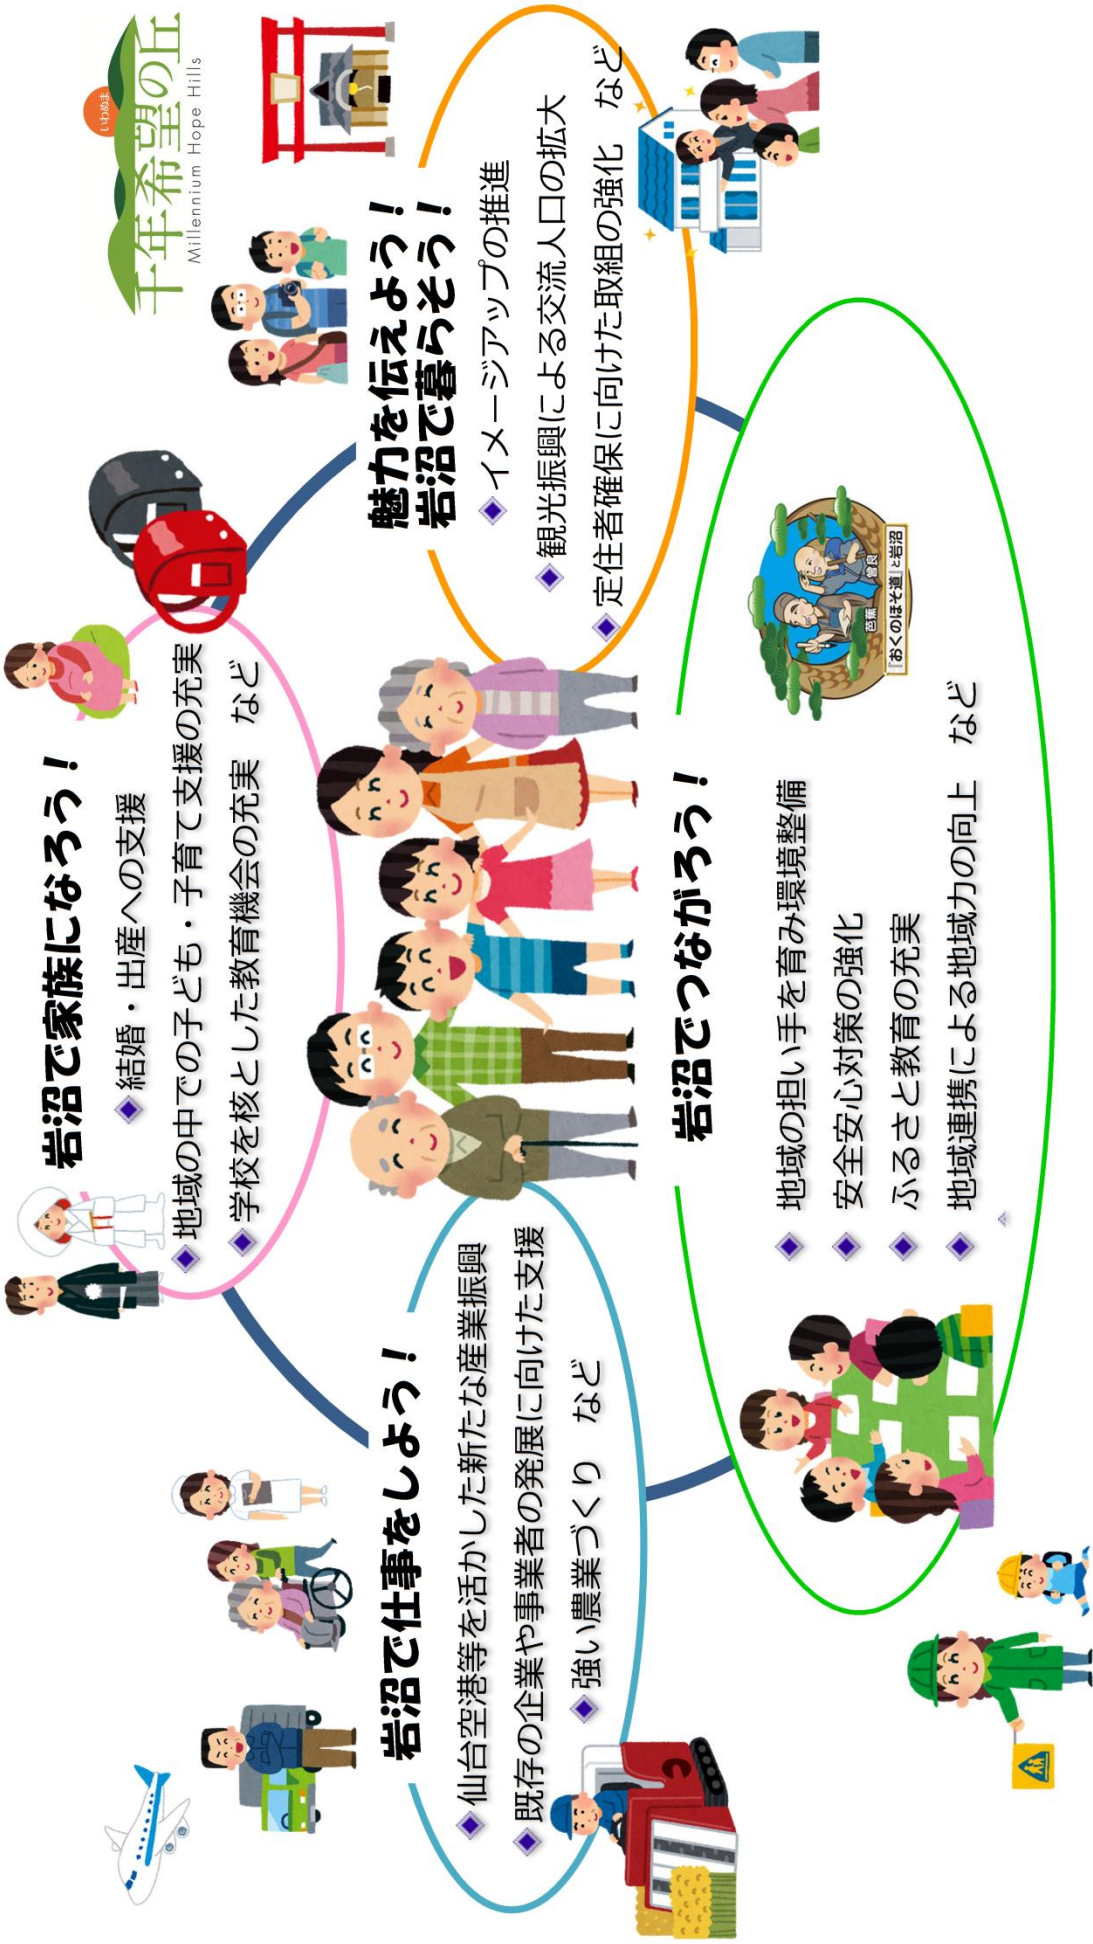 岩沼で家族になろう！
結婚・出産への支援
地域の中での子ども・子育て支援の充実
学校を核とした教育機会の充実　など
いわぬま
千年希望の丘
Millennium Hope Hills
岩沼で仕事をしよう！
仙台空港等を活かした新たな産業振興
既存の企業や事業者の発展に向けた支援
強い農業づくり　など
魅力を伝えよう！
岩沼で暮らそう！
イメージアップの推進
観光振興による交流人口の拡大
定住者確保に向けた取組の強化　など
岩沼でつながろう！
地域の担い手を育み環境整備
安全安心対策の強化
ふるさと教育の充実
地域連携による地域力の向上　など
芭蕉
曾良
『おくのほそ道』と岩沼